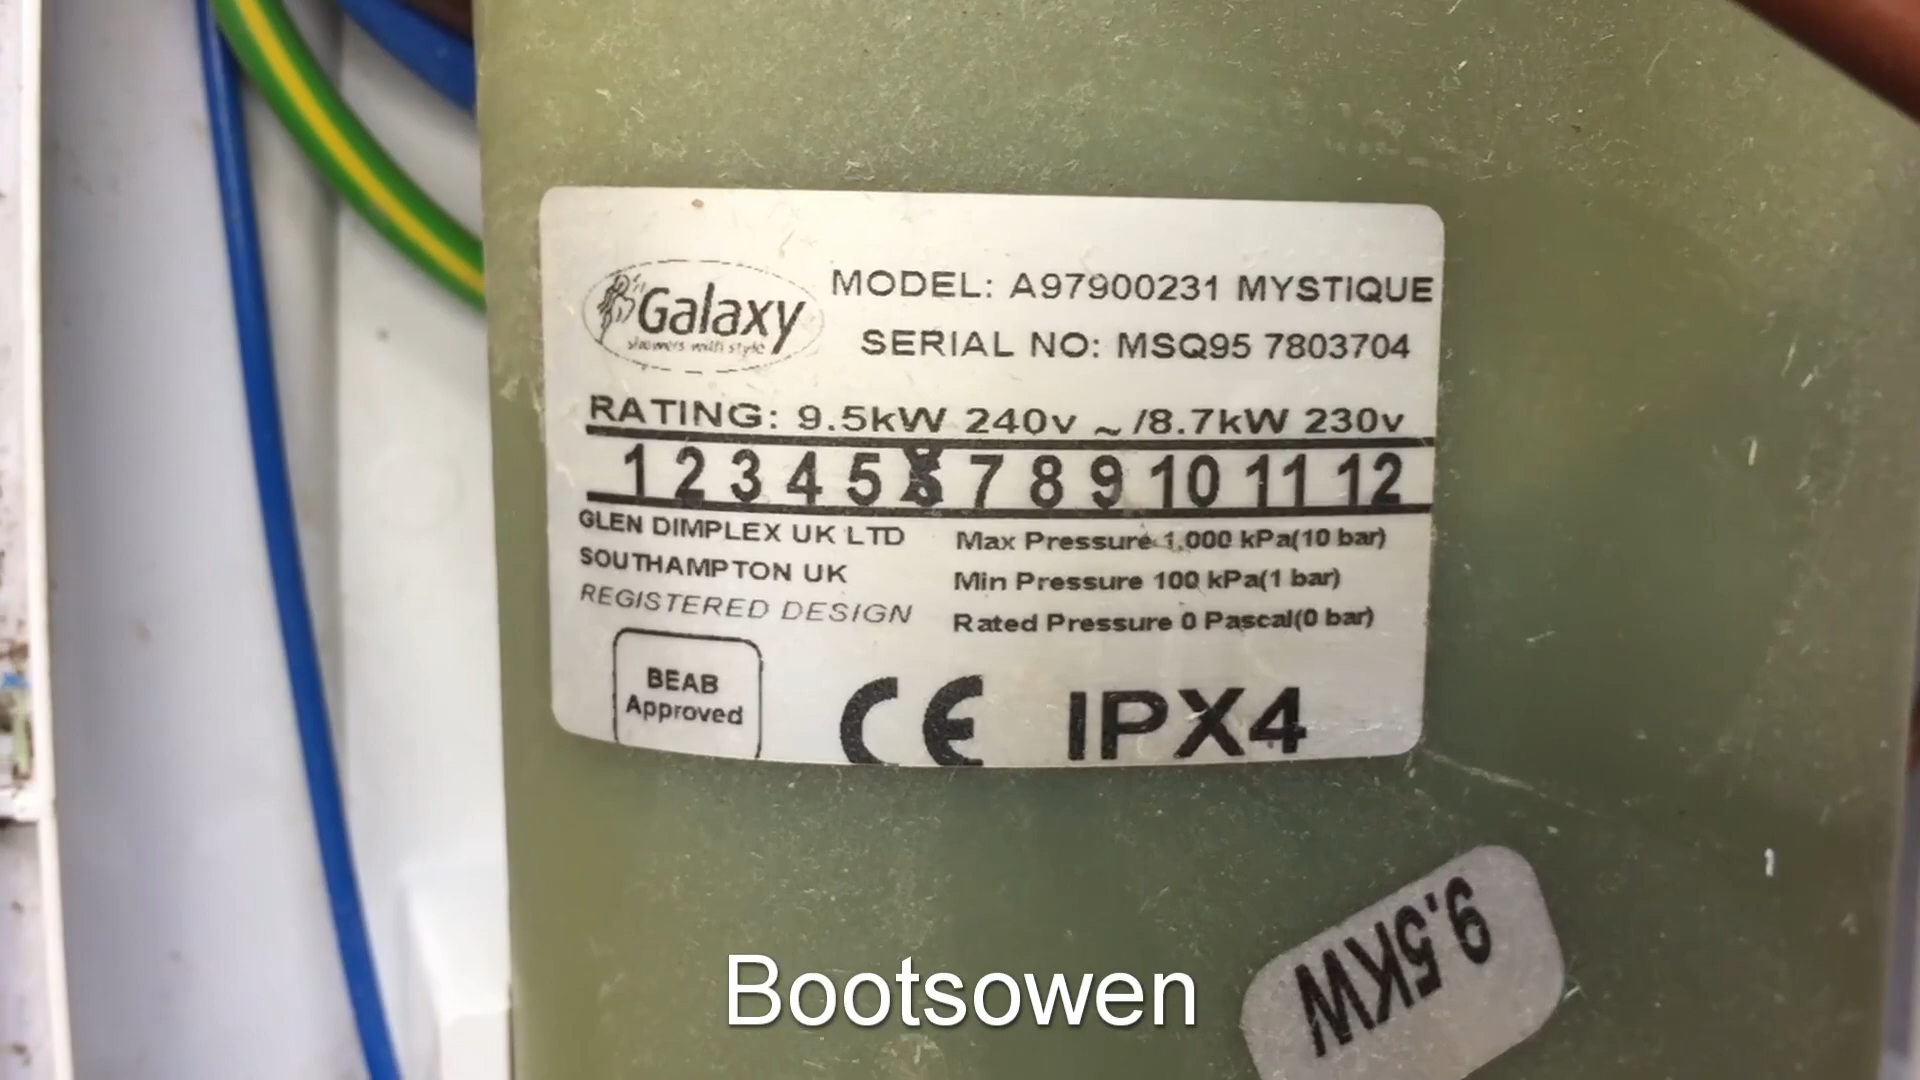 Galaxy
showers with style
MODEL: A97900231 MYSTIQUE
SERIAL NO: MSQ95 7803704
RATING: 9.5kW 240v ~ /8.7kW 230v
1 2 3 4 5 6 7 8 9 10 11 12
GLEN DIMPLEX UK LTD
SOUTHAMPTON UK
REGISTERED DESIGN
Max Pressure 1,000 kPa(10 bar)
Min Pressure 100 kPa(1 bar)
Rated Pressure 0 Pascal(0 bar)
BEAB
Approved
CE IPX4
9.5KW
Bootsowen